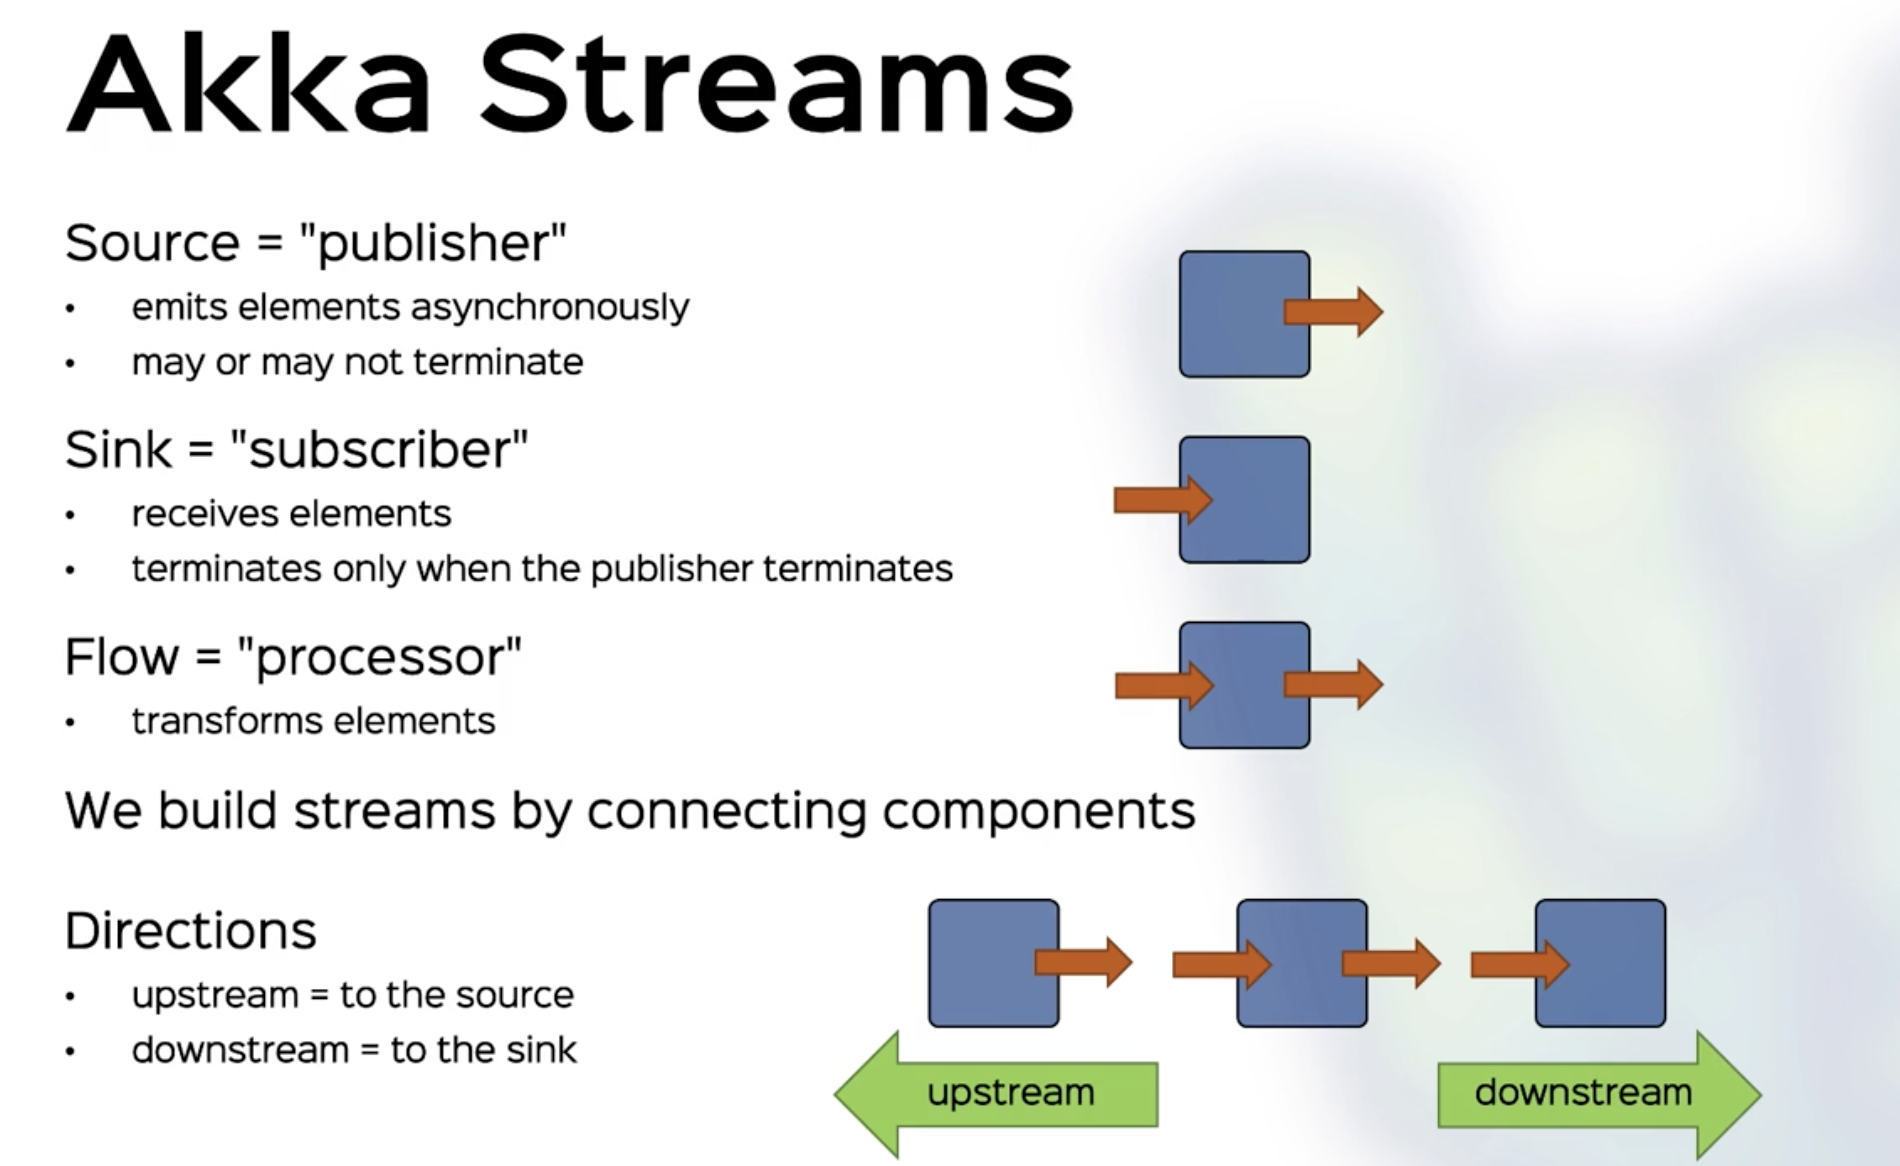 Akka Streams
Source = "publisher"
• emits elements asynchronously
• may or may not terminate
Sink = "subscriber"
• receives elements
• terminates only when the publisher terminates
Flow = "processor"
• transforms elements
We build streams by connecting components
Directions
• upstream = to the source
• downstream = to the sink
upstream
downstream